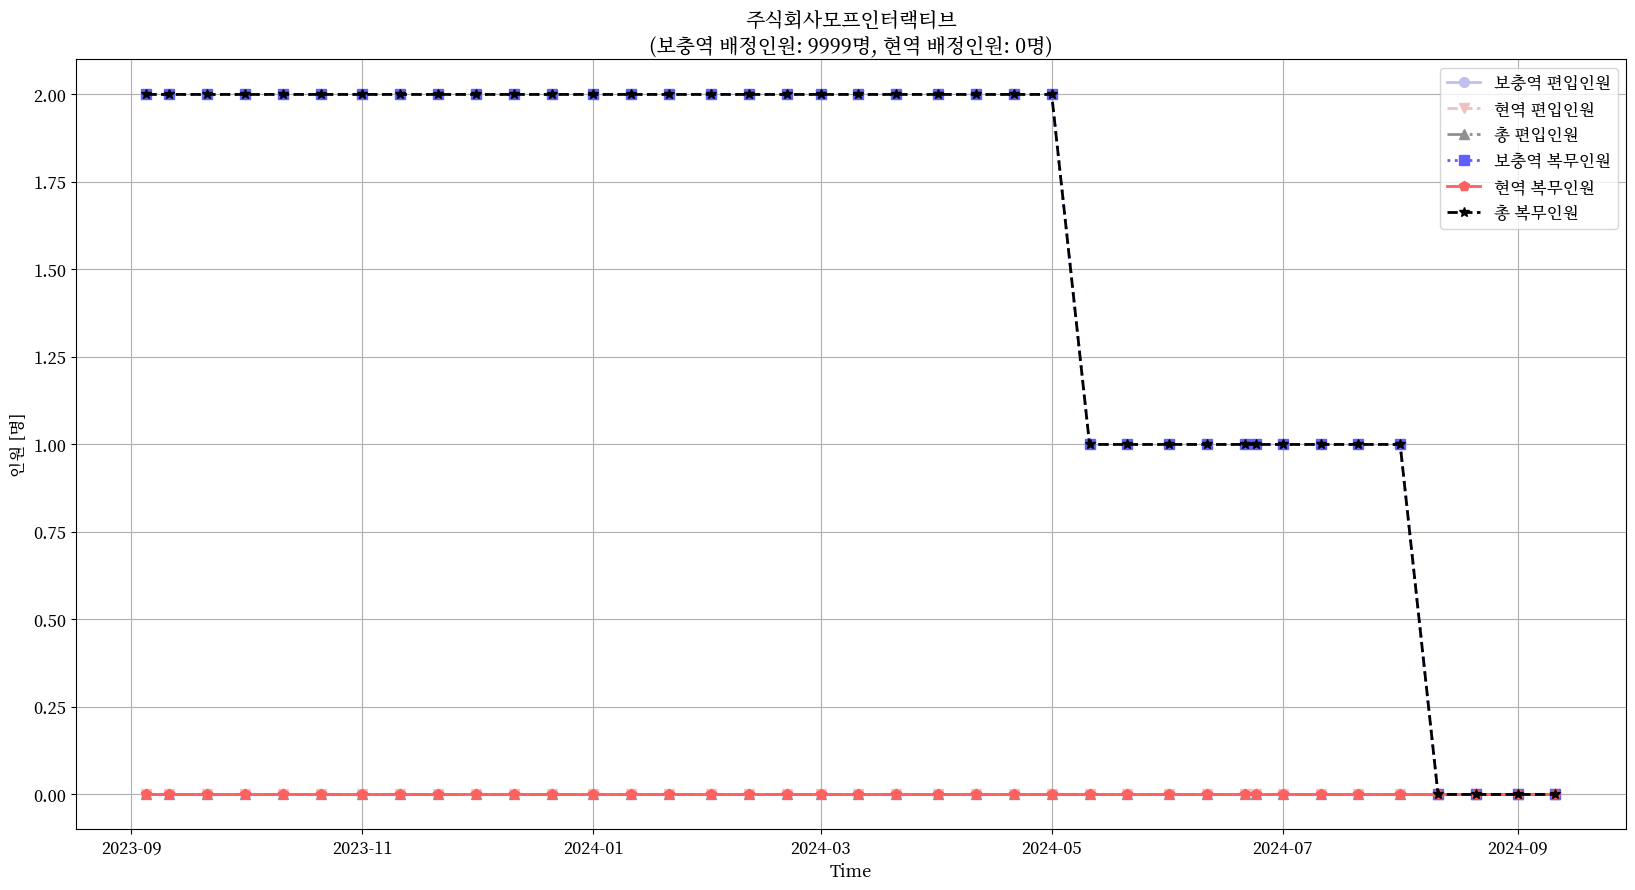 주식회사모프인터랙티브
(보충역 배정인원: 9999명, 현역 배정인원: 0명)
보충역 편입인원
현역 편입인원
총 편입인원
보충역 복무인원
현역 복무인원
총 복무인원
인원 [명]
2.00
1.75
1.50
1.25
1.00
0.75
0.50
0.25
0.00
2023-09
2023-11
2024-01
2024-03
2024-05
2024-07
2024-09
Time